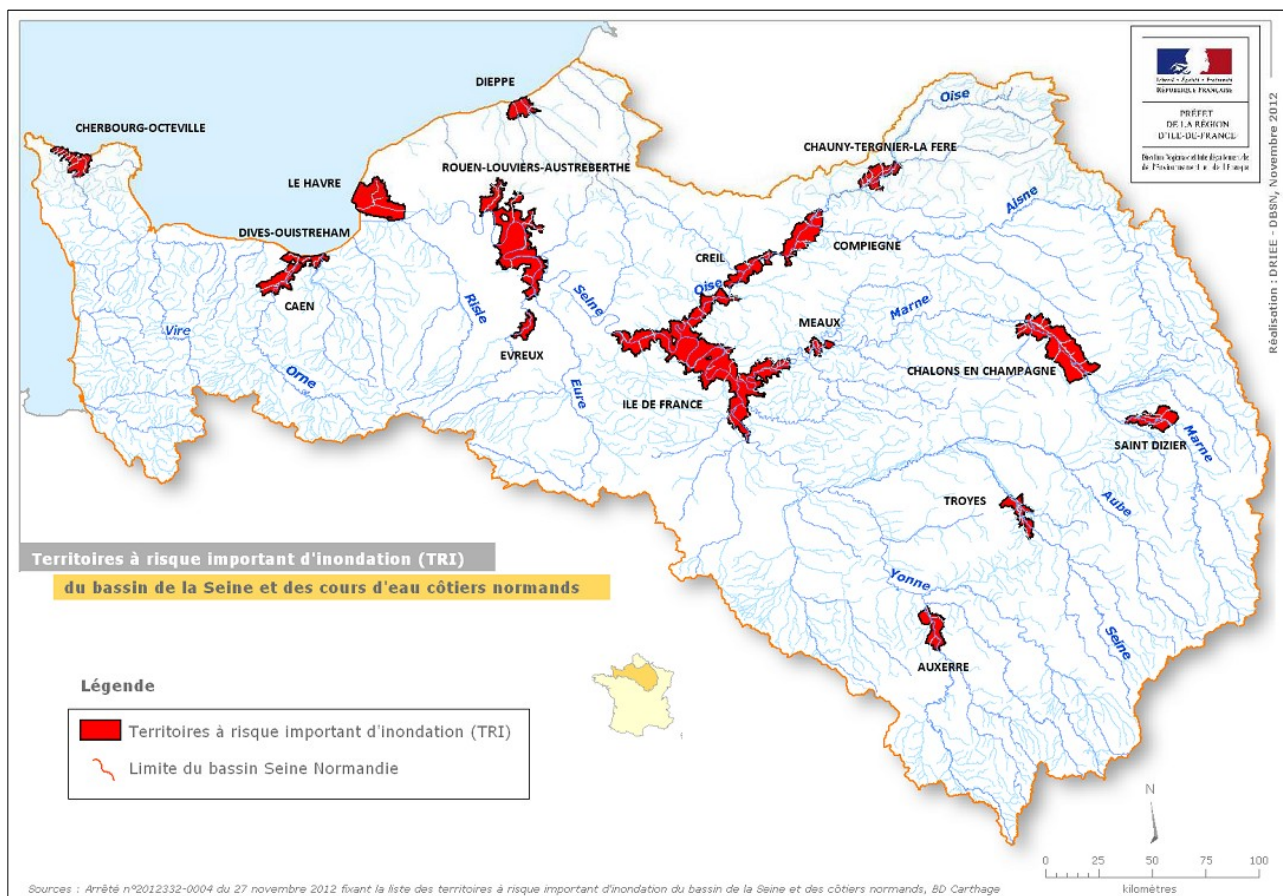 DIEPPE
CHERBOURG-OCTEVILLE
CHAUNY-TERGNIER-LA FERE
ROUEN-LOUVIERS-AUSTREBERTHE
LE HAVRE
DIVES-OUISTREHAM
CAEN
CREIL
COMPIEGNE
EVREUX
MEAUX
ILE DE FRANCE
CHALONS EN CHAMPAGNE
SAINT DIZIER
TROYES
AUXERRE
Oise
Aisne
Oise
Marne
Seine
Risle
Vire
Orne
Eure
Marne
Aube
Yonne
Seine
RÉPUBLIQUE FRANÇAISE
PRÉFET
DE LA RÉGION
D'ILE-DE-FRANCE
Réalisation : DRIEE - DBSN, Novembre 2012
Territoires à risque important d'inondation (TRI)
du bassin de la Seine et des cours d'eau côtiers normands
Légende
Territoires à risque important d'inondation (TRI)
Limite du bassin Seine Normandie
N
0 25 50 75 100
kilomètres
Sources : Arrêté n°2012332-0004 du 27 novembre 2012 fixant la liste des territoires à risque important d'inondation du bassin de la Seine et des côtiers normands, BD Carthage